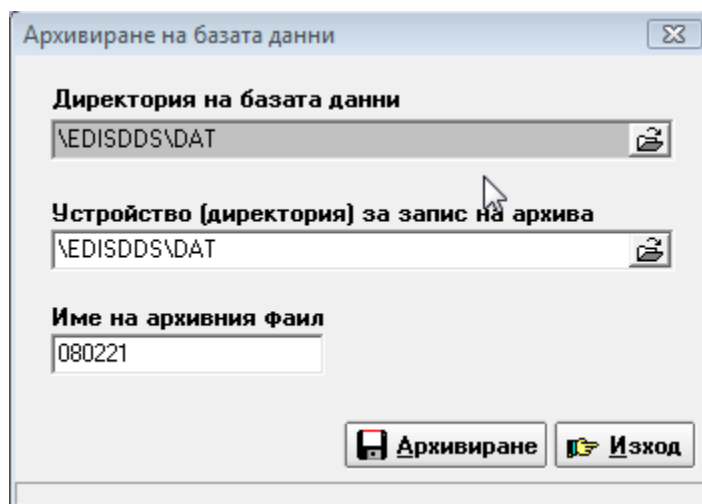 Архивиране на базата данни
Директория на базата данни
\EDISDDS\DAT
Устройство (директория) за запис на архива
\EDISDDS\DAT
Име на архивния фаил
080221
Архивиране Изход